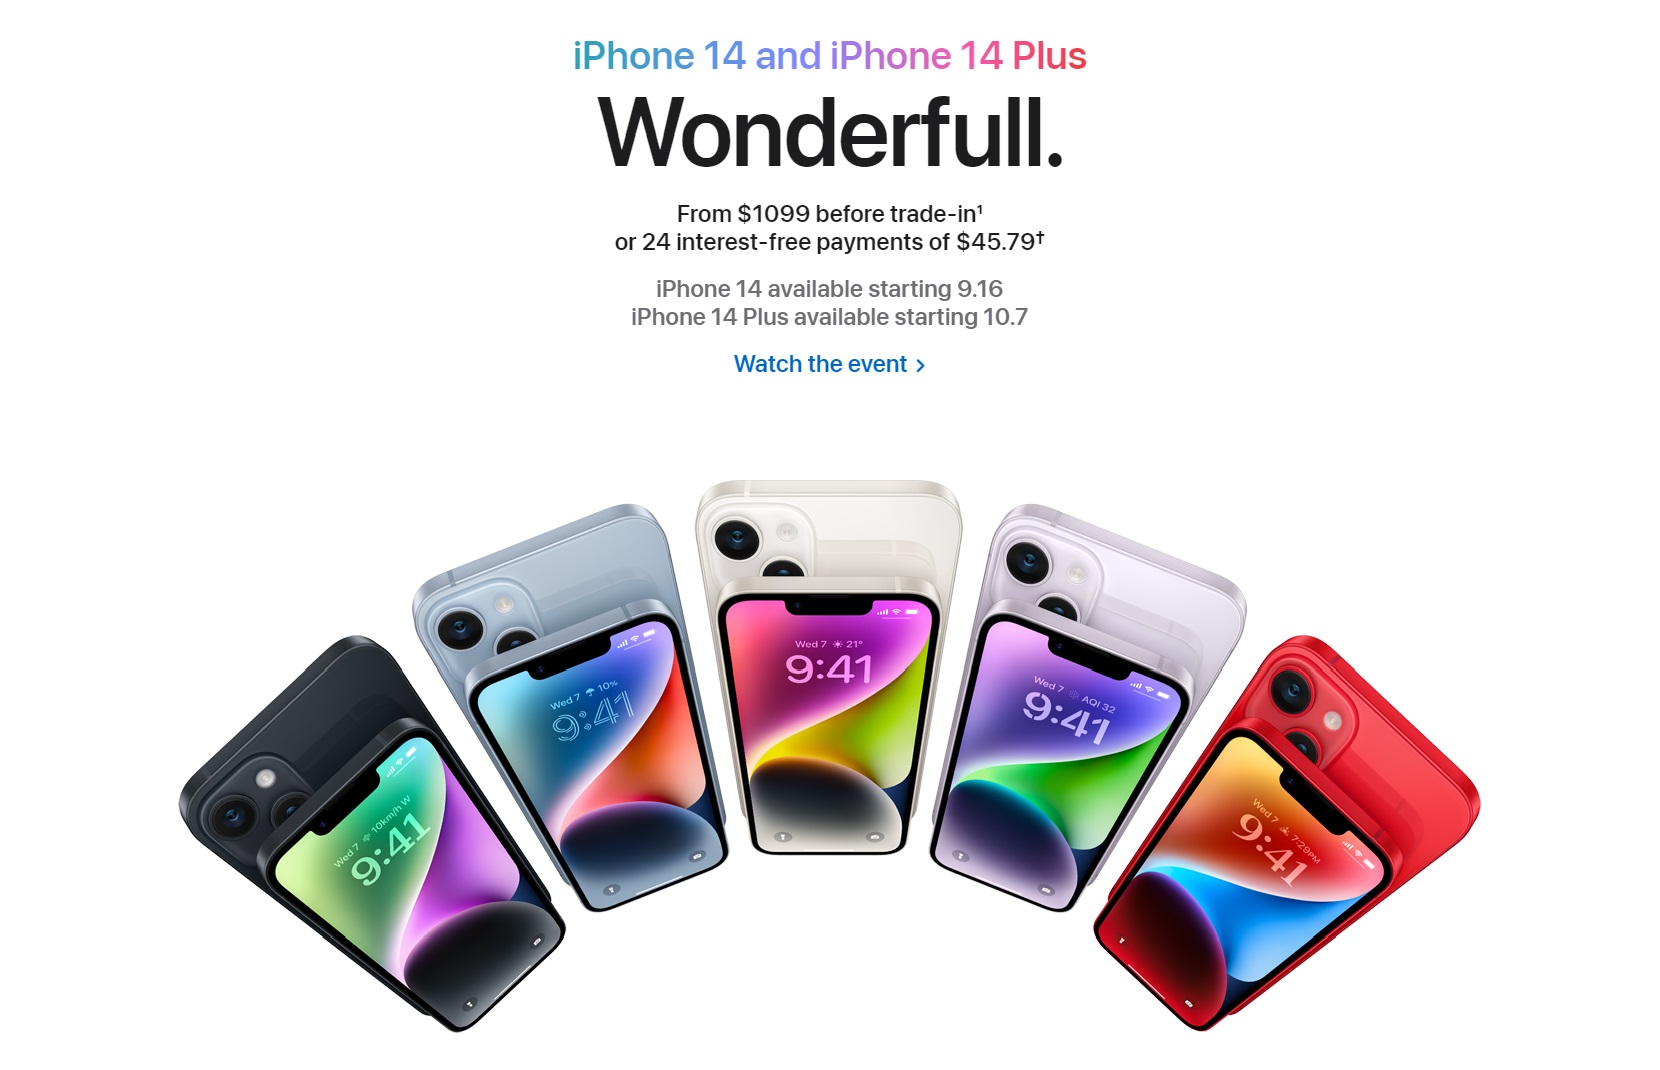 iPhone 14 and iPhone 14 Plus
Wonderfull.
From $1099 before trade-in¹
or 24 interest-free payments of $45.79†
iPhone 14 available starting 9.16
iPhone 14 Plus available starting 10.7
Watch the event >
Wed 7 10km/h W
9:41
Wed 7 10%
9:41
Wed 7 21°
9:41
Wed 7 AQI 32
9:41
Wed 7 7:29PM
9:41